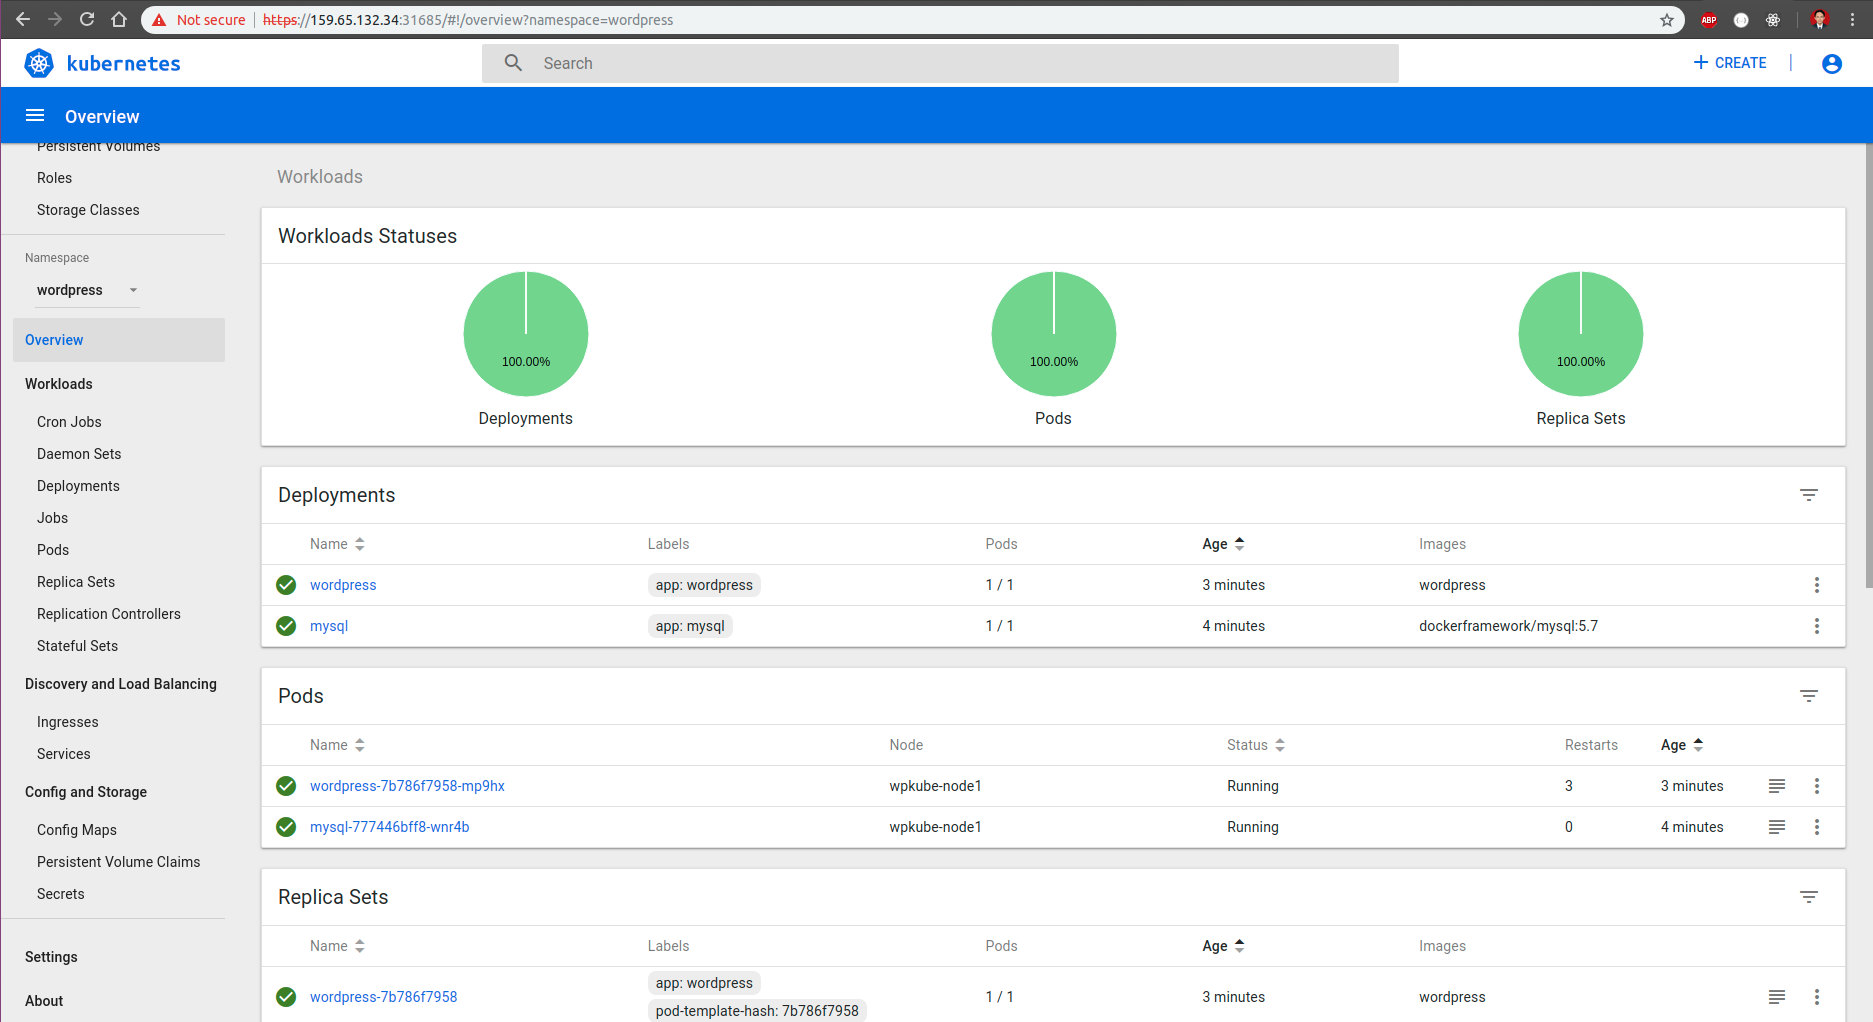 Not secure | https://159.65.132.34:31685/#!/overview?namespace=wordpress
ABP
kubernetes
Search
+ CREATE |
Overview
Persistent Volumes
Roles
Storage Classes
Namespace
wordpress
Overview
Workloads
Cron Jobs
Daemon Sets
Deployments
Jobs
Pods
Replica Sets
Replication Controllers
Stateful Sets
Discovery and Load Balancing
Ingresses
Services
Config and Storage
Config Maps
Persistent Volume Claims
Secrets
Settings
About
Workloads
Workloads Statuses
100.00% 100.00% 100.00%
Deployments Pods Replica Sets
Deployments
Name Labels Pods Age Images
wordpress app: wordpress 1 / 1 3 minutes wordpress
mysql app: mysql 1 / 1 4 minutes dockerframework/mysql:5.7
Pods
Name Node Status Restarts Age
wordpress-7b786f7958-mp9hx wpkube-node1 Running 3 3 minutes
mysql-777446bff8-wnr4b wpkube-node1 Running 0 4 minutes
Replica Sets
Name Labels Pods Age Images
app: wordpress
wordpress-7b786f7958 1 / 1 3 minutes wordpress
pod-template-hash: 7b786f7958